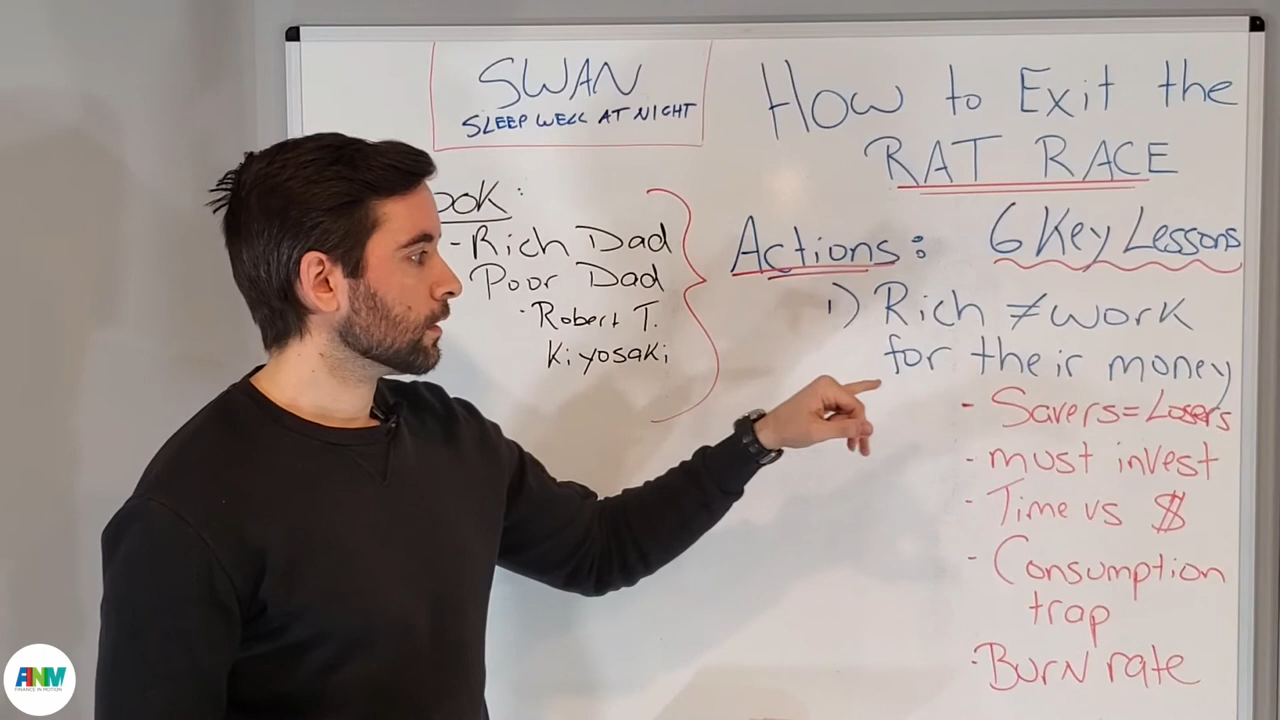 SWAN
SLEEP WELL AT NIGHT
ook:
- Rich Dad
Poor Dad
· Robert T.
Kiyosaki
How to Exit the
RAT RACE
Actions: 6 Key Lessons
1) Rich ≠ work
for their money
- Savers = Losers
- must invest
- Time vs $
- Consumption
trap
· Burn rate
FINM
FINANCE IN MOTION